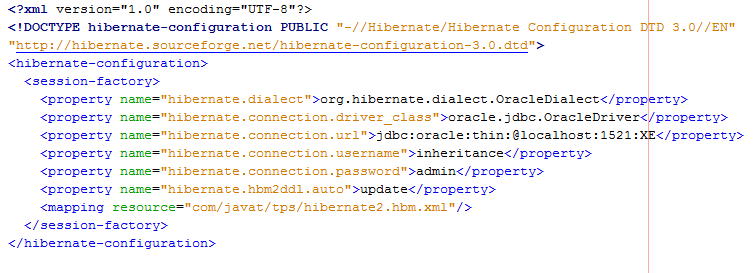 <?xml version="1.0" encoding="UTF-8"?>
<!DOCTYPE hibernate-configuration PUBLIC "-//Hibernate/Hibernate Configuration DTD 3.0//EN"
"http://hibernate.sourceforge.net/hibernate-configuration-3.0.dtd">
<hibernate-configuration>
  <session-factory>
    <property name="hibernate.dialect">org.hibernate.dialect.OracleDialect</property>
    <property name="hibernate.connection.driver_class">oracle.jdbc.OracleDriver</property>
    <property name="hibernate.connection.url">jdbc:oracle:thin:@localhost:1521:XE</property>
    <property name="hibernate.connection.username">inheritance</property>
    <property name="hibernate.connection.password">admin</property>
    <property name="hibernate.hbm2ddl.auto">update</property>
    <mapping resource="com/javat/tps/hibernate2.hbm.xml"/>
  </session-factory>
</hibernate-configuration>